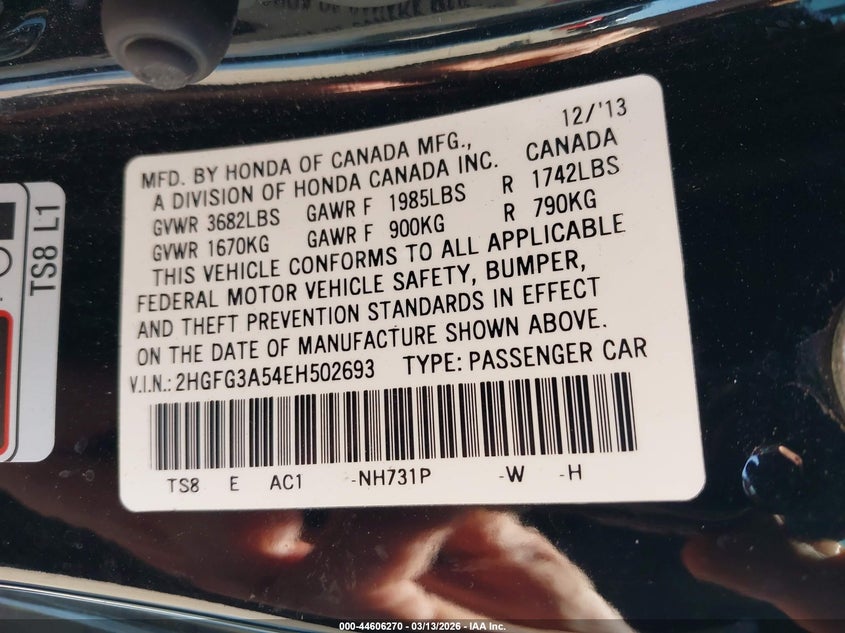 12/'13
MFD. BY HONDA OF CANADA MFG.,
A DIVISION OF HONDA CANADA INC. CANADA
GVWR 3682LBS GAWR F 1985LBS R 1742LBS
GVWR 1670KG GAWR F 900KG R 790KG
THIS VEHICLE CONFORMS TO ALL APPLICABLE
FEDERAL MOTOR VEHICLE SAFETY, BUMPER,
AND THEFT PREVENTION STANDARDS IN EFFECT
ON THE DATE OF MANUFACTURE SHOWN ABOVE.
V.I.N.: 2HGFG3A54EH502693 TYPE: PASSENGER CAR
TS8 E AC1 -NH731P -W -H
TS8 L1
000-44606270 - 03/13/2026 - IAA Inc.